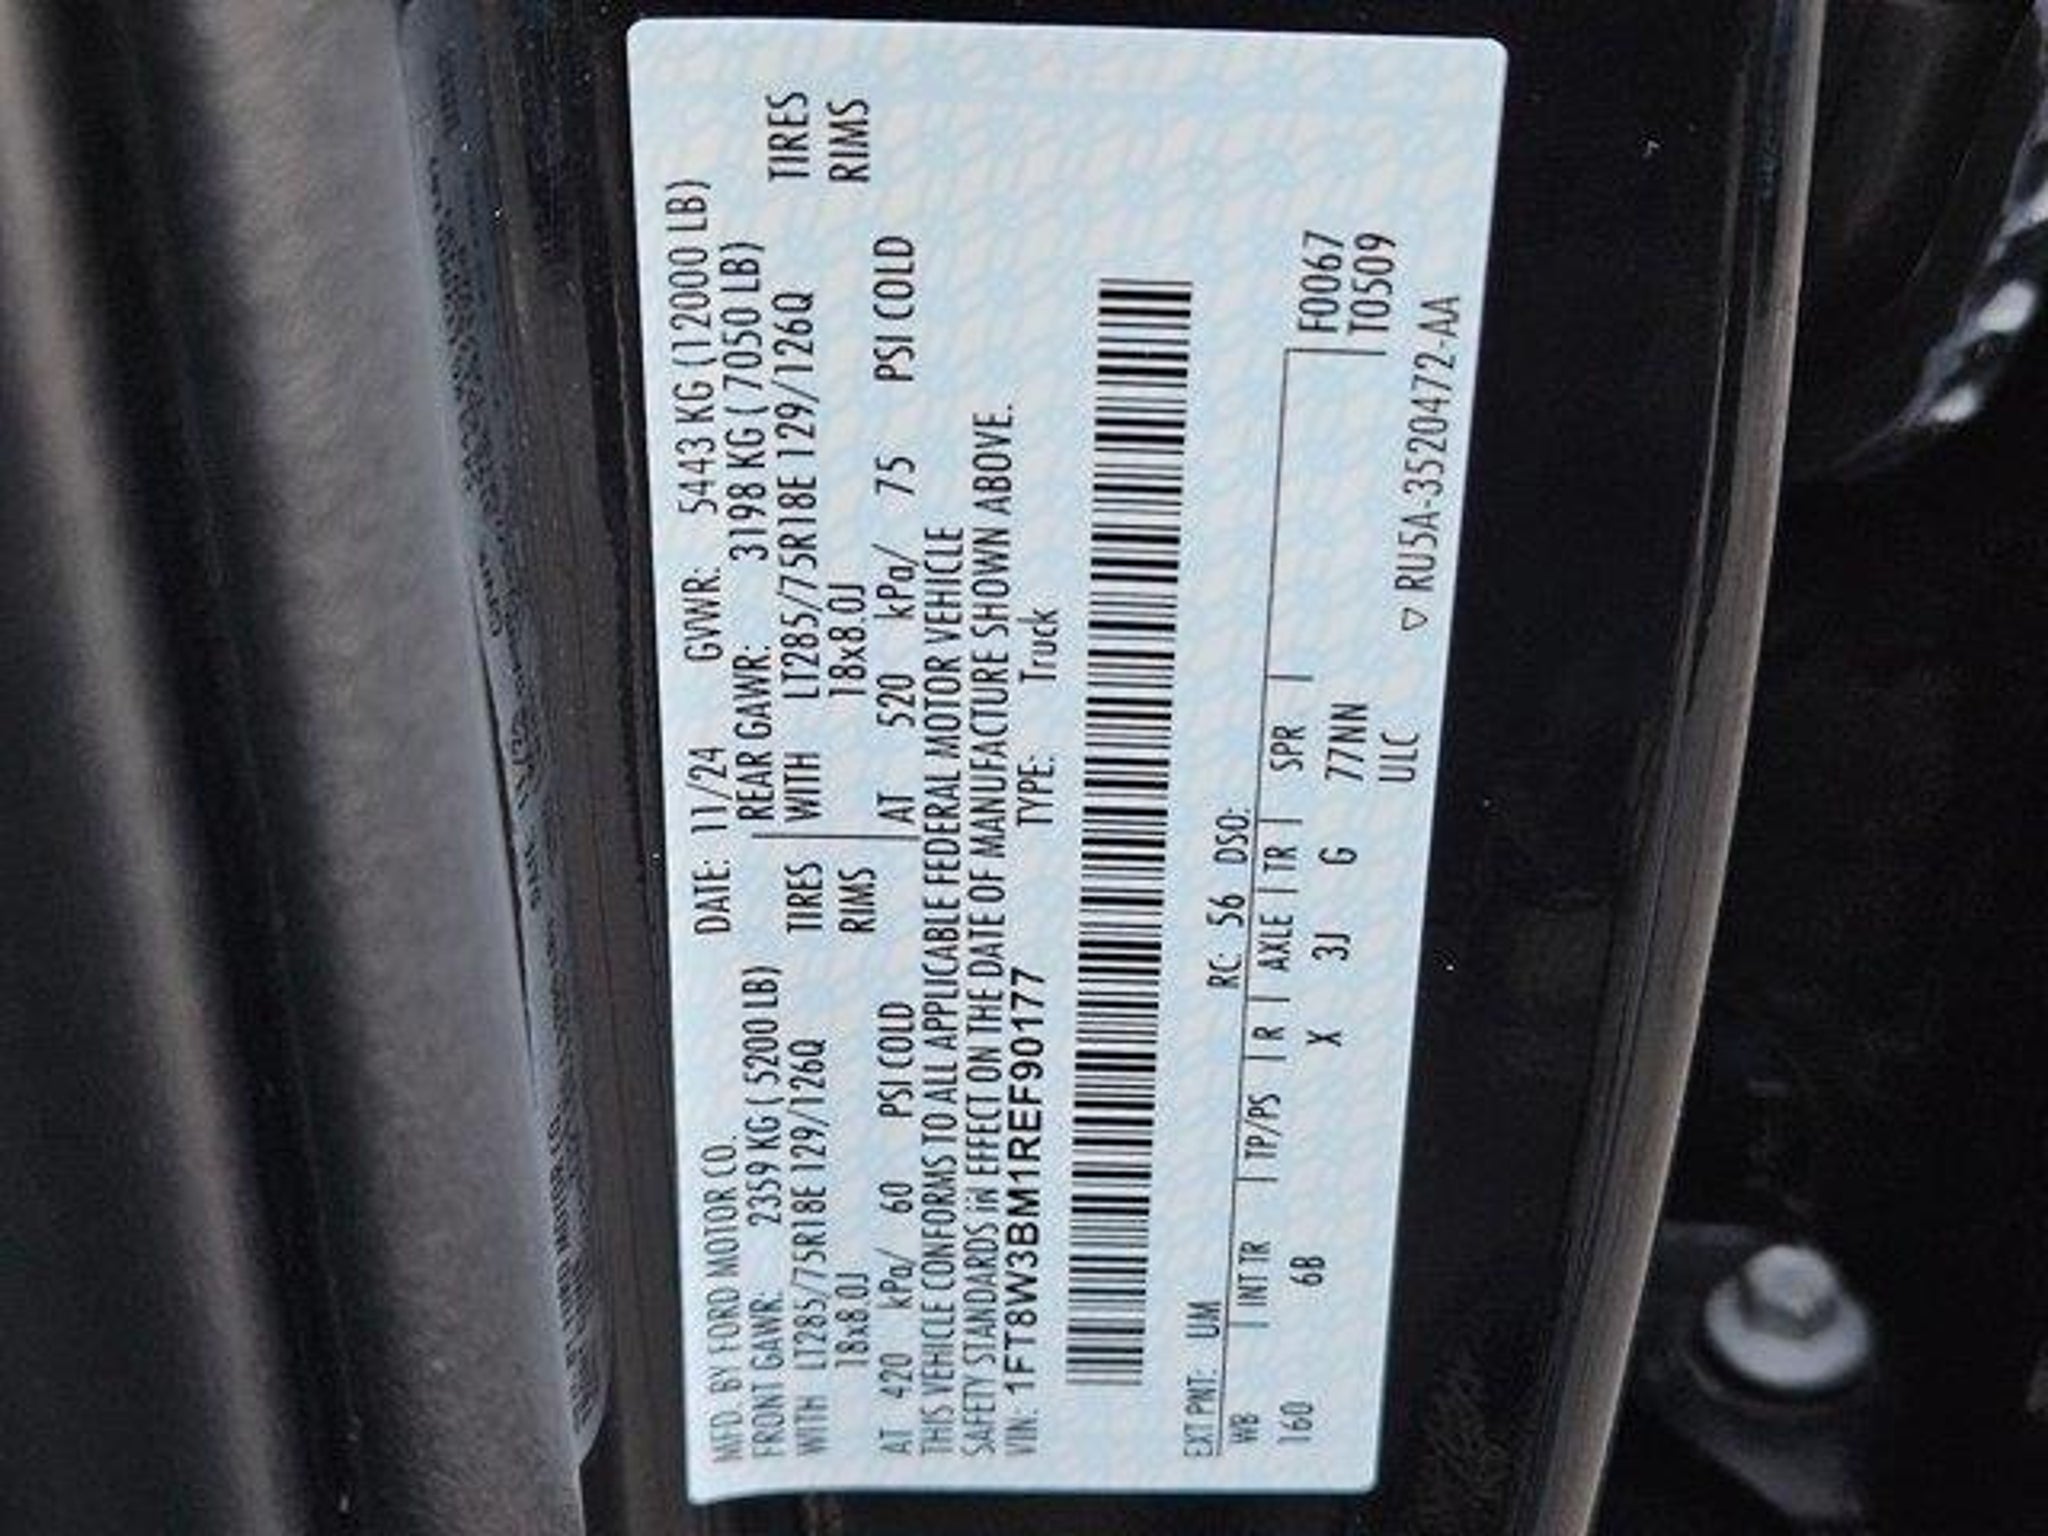 MFD. BY FORD MOTOR CO. DATE: 11/24 GVWR: 5443 KG (12000 LB)
FRONT GAWR: 2359 KG ( 5200 LB) REAR GAWR: 3198 KG ( 7050 LB)
WITH LT285/75R18E 129/126Q TIRES WITH LT285/75R18E 129/126Q TIRES
18x8.0J RIMS 18x8.0J RIMS
AT 420 kPa/ 60 PSI COLD AT 520 kPa/ 75 PSI COLD
THIS VEHICLE CONFORMS TO ALL APPLICABLE FEDERAL MOTOR VEHICLE
SAFETY STANDARDS IN EFFECT ON THE DATE OF MANUFACTURE SHOWN ABOVE.
VIN: 1FT8W3BM1REF90177 TYPE: Truck
EXT PNT: UM RC: 56 DSO:
WB INT TR TP/PS R AXLE TR SPR F0067
160 6B X 3J G 77NN T0509
ULC
▽ RU5A-3520472-AA